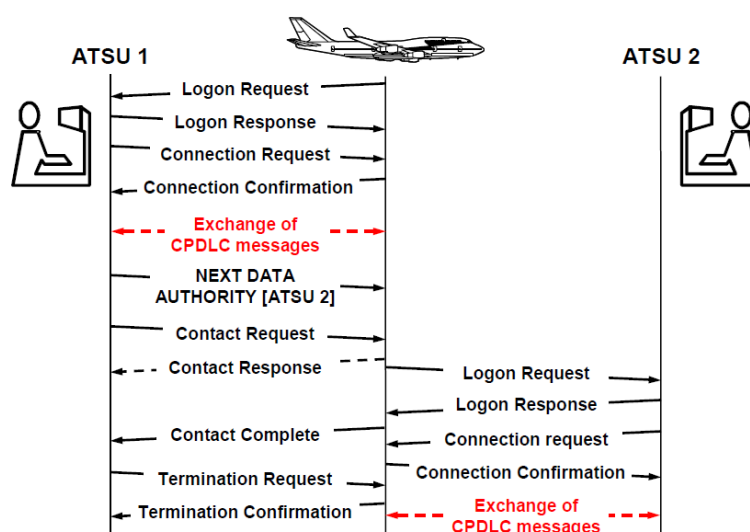 ATSU 1
ATSU 2
Logon Request
Logon Response
Connection Request
Connection Confirmation
Exchange of
CPDLC messages
NEXT DATA
AUTHORITY [ATSU 2]
Contact Request
Contact Response
Logon Request
Logon Response
Contact Complete
Connection request
Termination Request
Connection Confirmation
Termination Confirmation
Exchange of
CPDLC messages